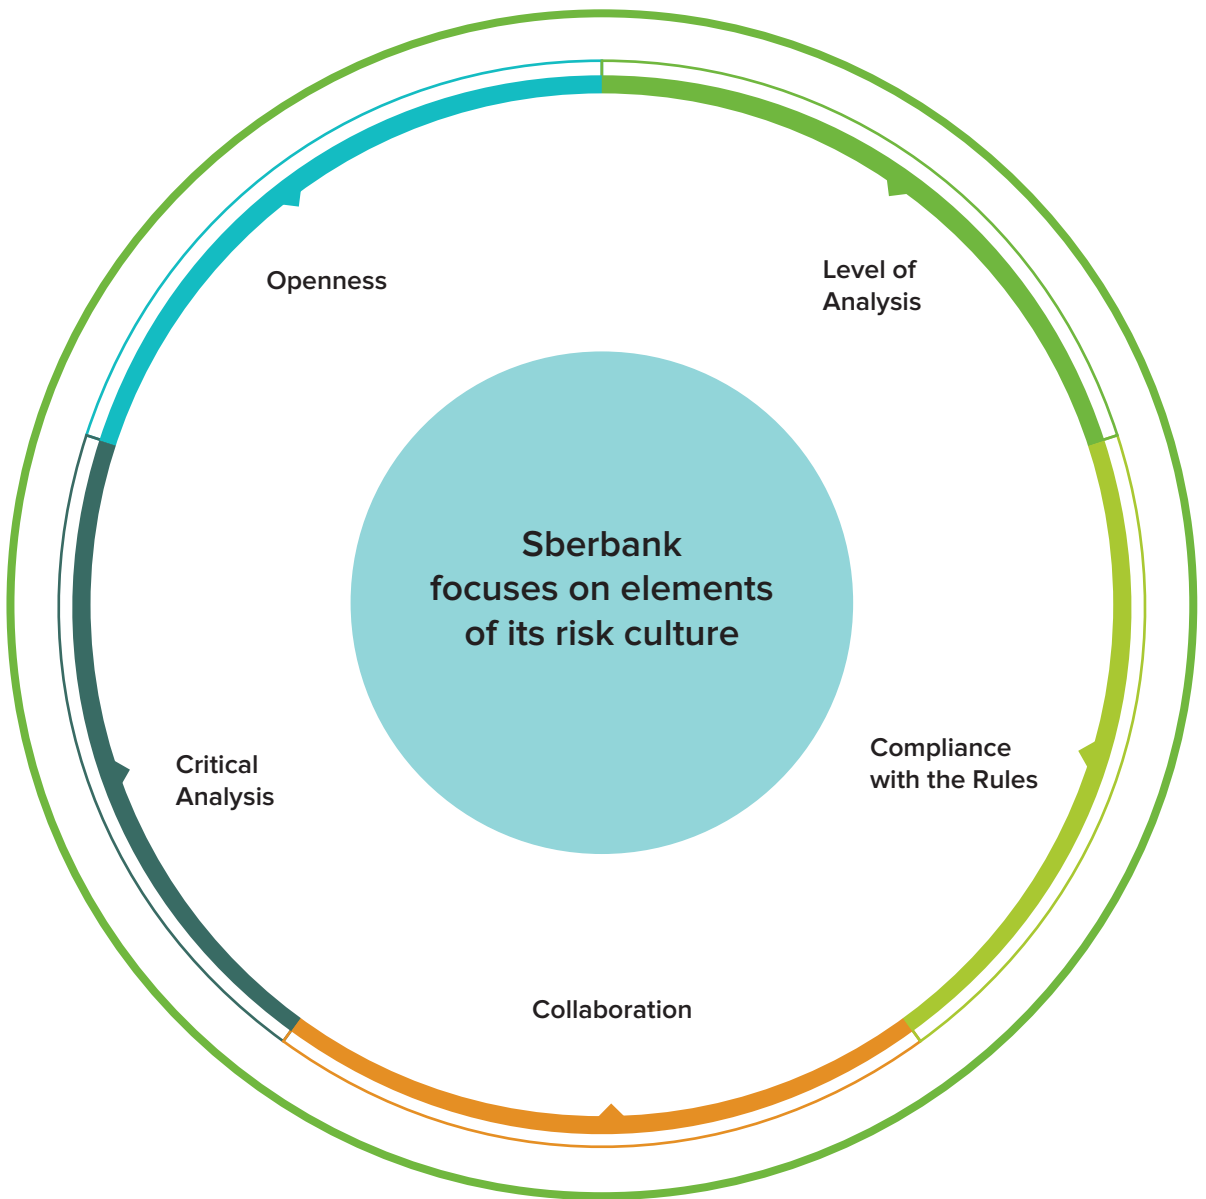 Openness
Level of
Analysis
Sberbank
focuses on elements
of its risk culture
Critical
Analysis
Compliance
with the Rules
Collaboration